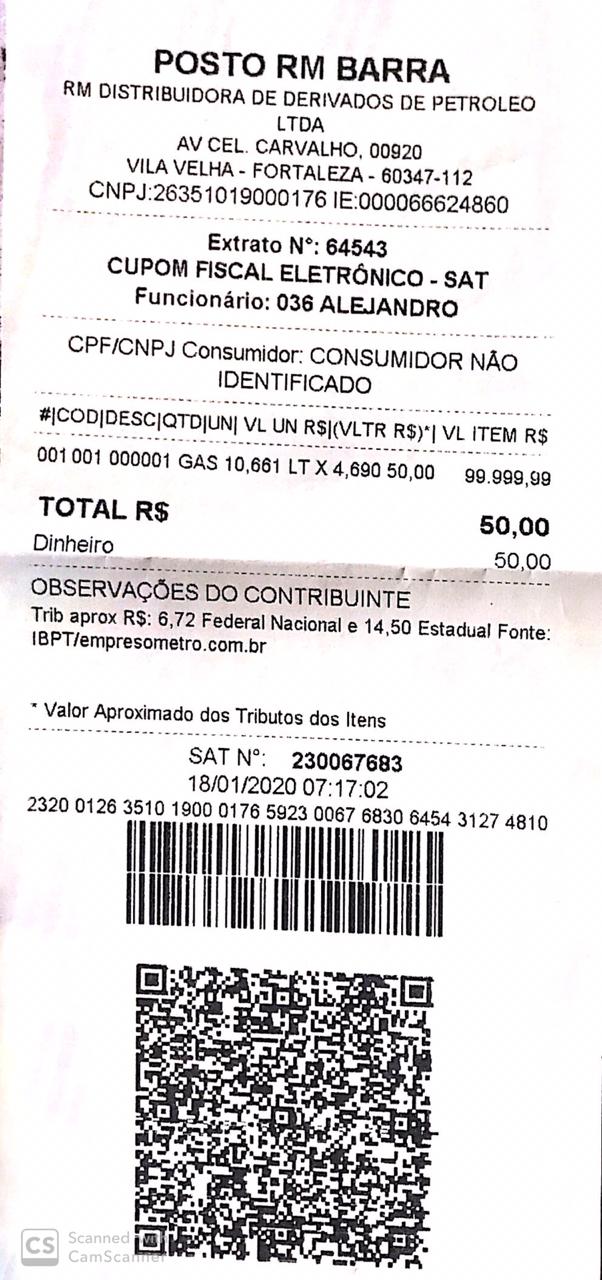 POSTO RM BARRA
RM DISTRIBUIDORA DE DERIVADOS DE PETROLEO
LTDA
AV CEL. CARVALHO, 00920
VILA VELHA - FORTALEZA - 60347-112
CNPJ:26351019000176 IE:000066624860
Extrato N°: 64543
CUPOM FISCAL ELETRÔNICO - SAT
Funcionário: 036 ALEJANDRO
CPF/CNPJ Consumidor: CONSUMIDOR NÃO
IDENTIFICADO
#|COD|DESC|QTD|UN| VL UN R$|(VLTR R$)*| VL ITEM R$
001 001 000001 GAS 10,661 LT X 4,690 50,00 99.999,99
TOTAL R$ 50,00
Dinheiro 50,00
OBSERVAÇÕES DO CONTRIBUINTE
Trib aprox R$: 6,72 Federal Nacional e 14,50 Estadual Fonte:
IBPT/empresometro.com.br
* Valor Aproximado dos Tributos dos Itens
SAT N°: 230067683
18/01/2020 07:17:02
2320 0126 3510 1900 0176 5923 0067 6830 6454 3127 4810
CS Scanned with
CamScanner